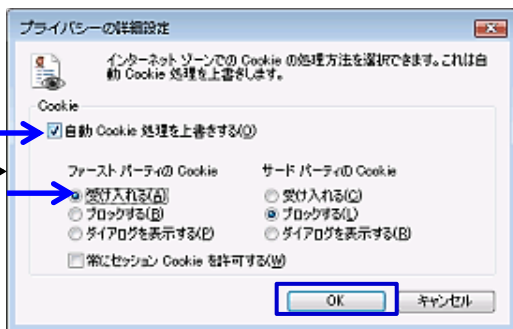 プライバシーの詳細設定
インターネット ゾーンでの Cookie の処理方法を選択できます。これは自
動 Cookie 処理を上書きします。
Cookie
自動 Cookie 処理を上書きする(O)
ファースト パーティの Cookie
サード パーティの Cookie
受け入れる(A)
受け入れる(C)
ブロックする(B)
ブロックする(L)
ダイアログを表示する(P)
ダイアログを表示する(R)
常にセッション Cookie を許可する(W)
OK
キャンセル